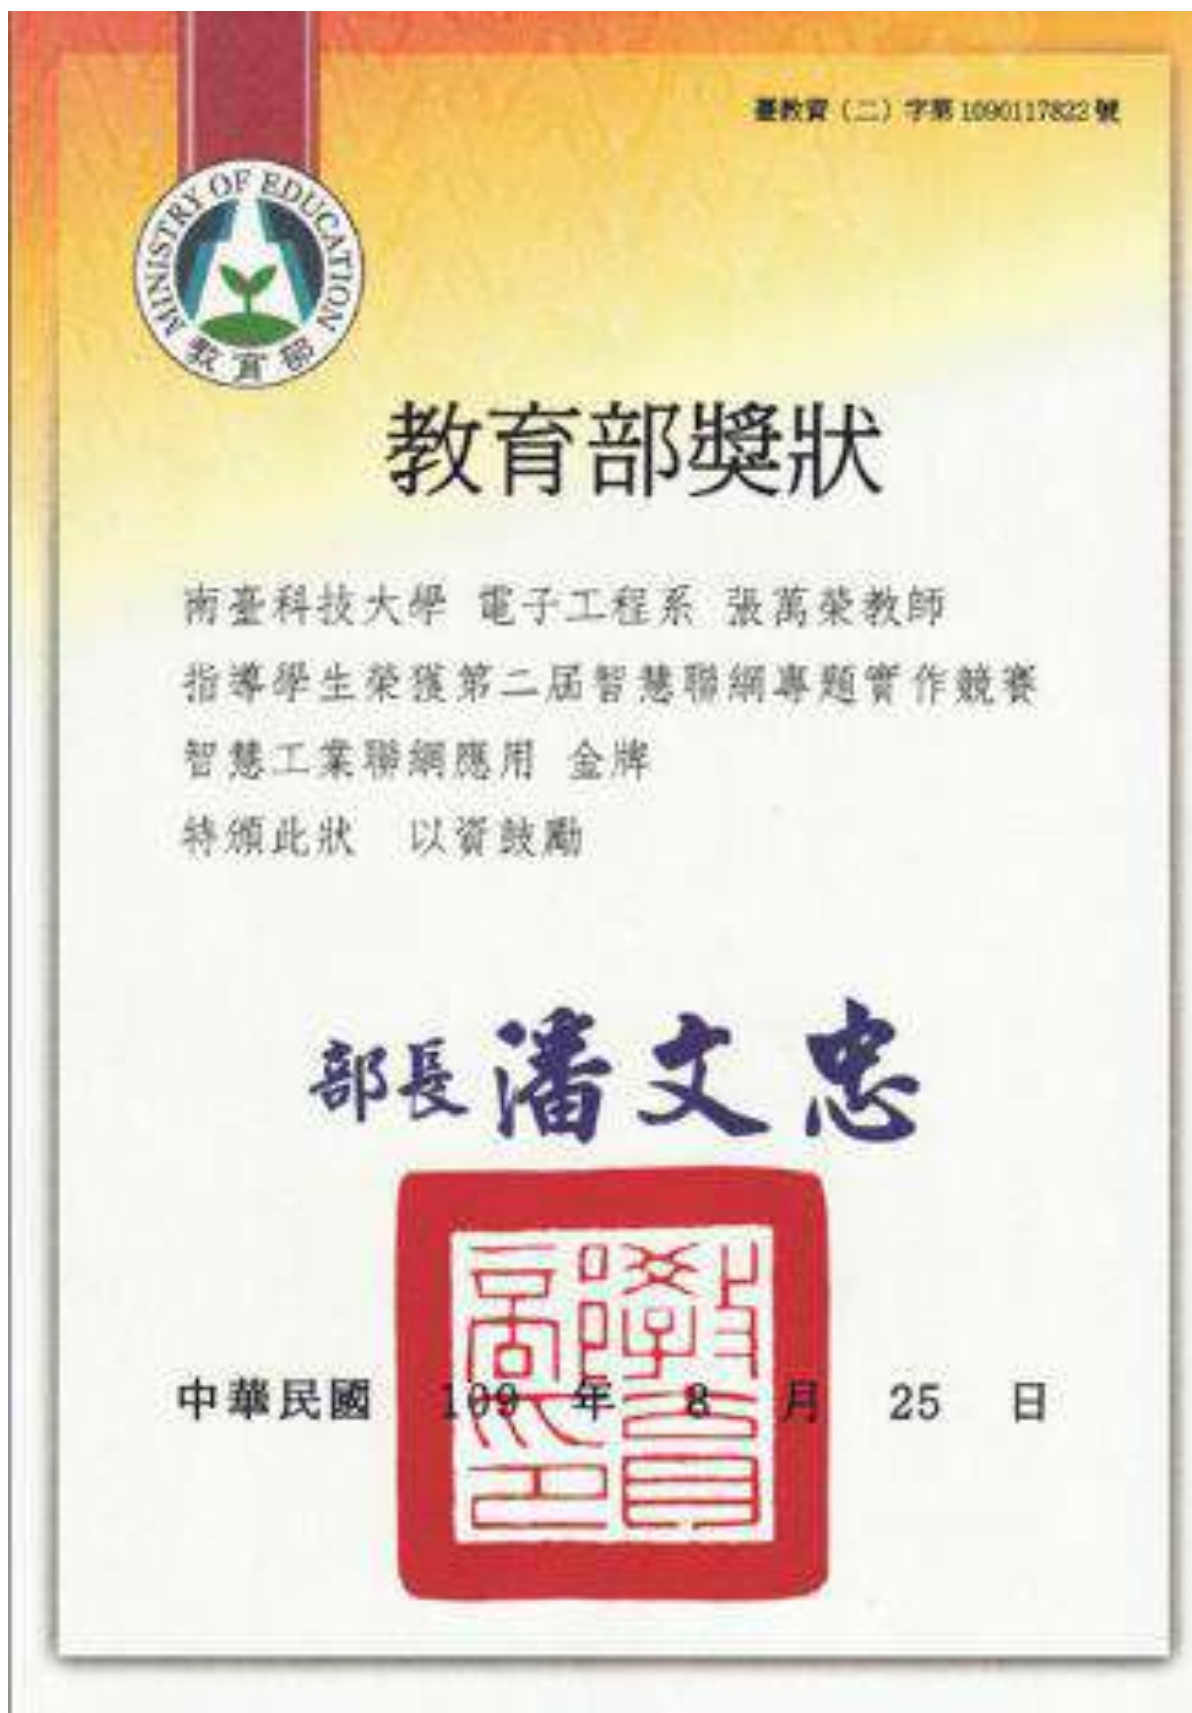 臺教資（二）字第1090117822號
MINISTRY OF EDUCATION
教育部
教育部獎狀
南臺科技大學 電子工程系 張萬榮教師
指導學生榮獲第二屆智慧聯網專題實作競賽
智慧工業聯網應用 金牌
特頒此狀 以資鼓勵
部長 潘文忠
中華民國 109 年 8 月 25 日
教育部印